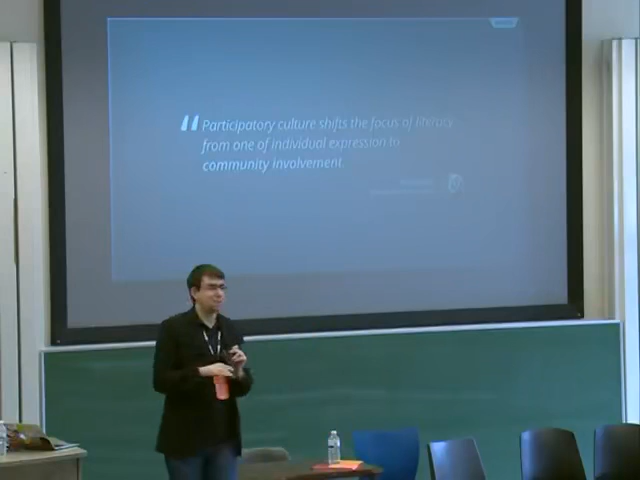 Participatory culture shifts the focus of literacy
from one of individual expression to
community involvement